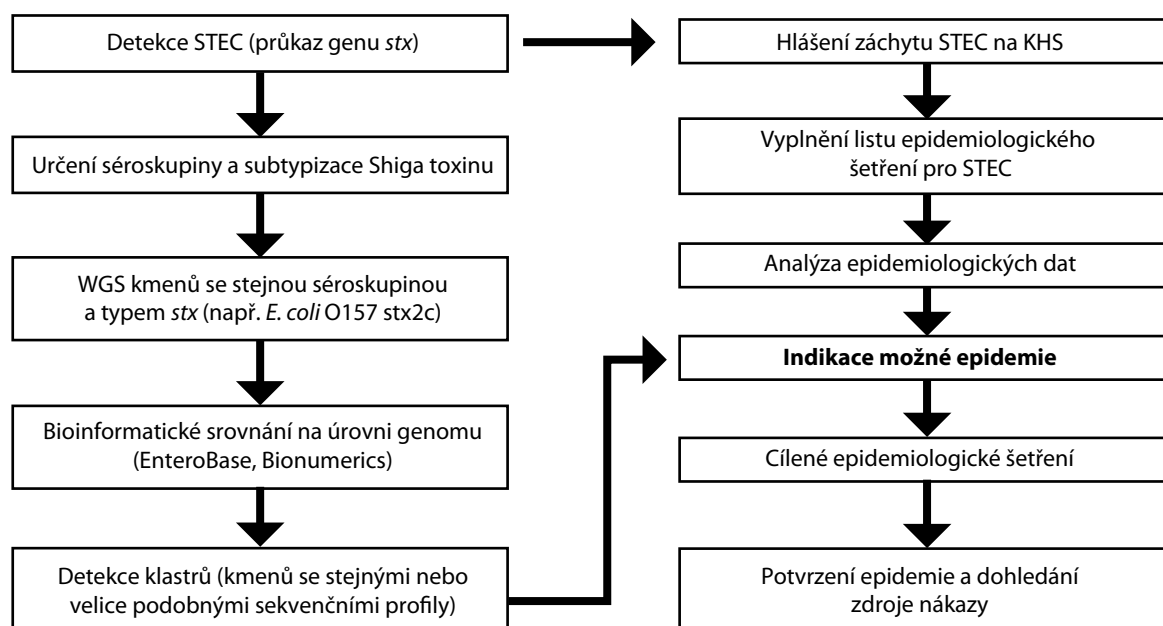 Detekce STEC (průkaz genu stx)
Určení séroskupiny a subtypizace Shiga toxinu
WGS kmenů se stejnou séroskupinou
a typem stx (např. E. coli O157 stx2c)
Bioinformatické srovnání na úrovni genomu
(EnteroBase, Bionumerics)
Detekce klastrů (kmenů se stejnými nebo
velice podobnými sekvenčními profily)
Hlášení záchytu STEC na KHS
Vyplnění listu epidemiologického
šetření pro STEC
Analýza epidemiologických dat
Indikace možné epidemie
Cílené epidemiologické šetření
Potvrzení epidemie a dohledání
zdroje nákazy